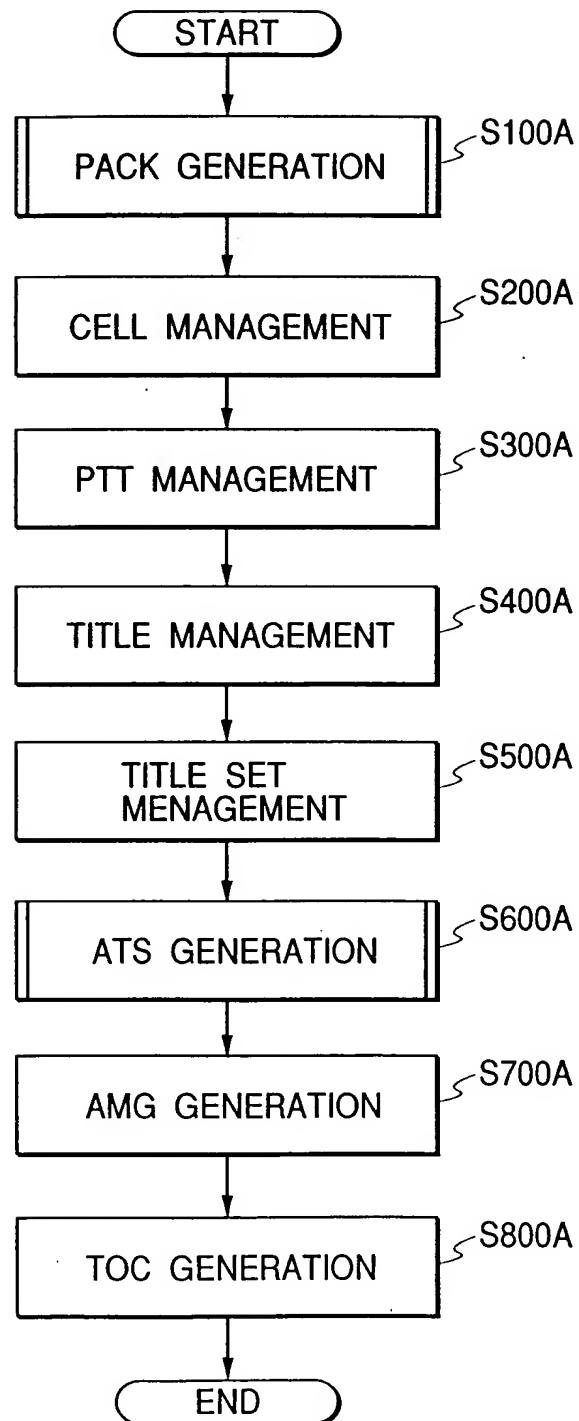 START
PACK GENERATION
S100A
CELL MANAGEMENT
S200A
PTT MANAGEMENT
S300A
TITLE MANAGEMENT
S400A
TITLE SET
MENAGEMENT
S500A
ATS GENERATION
S600A
AMG GENERATION
S700A
TOC GENERATION
S800A
END